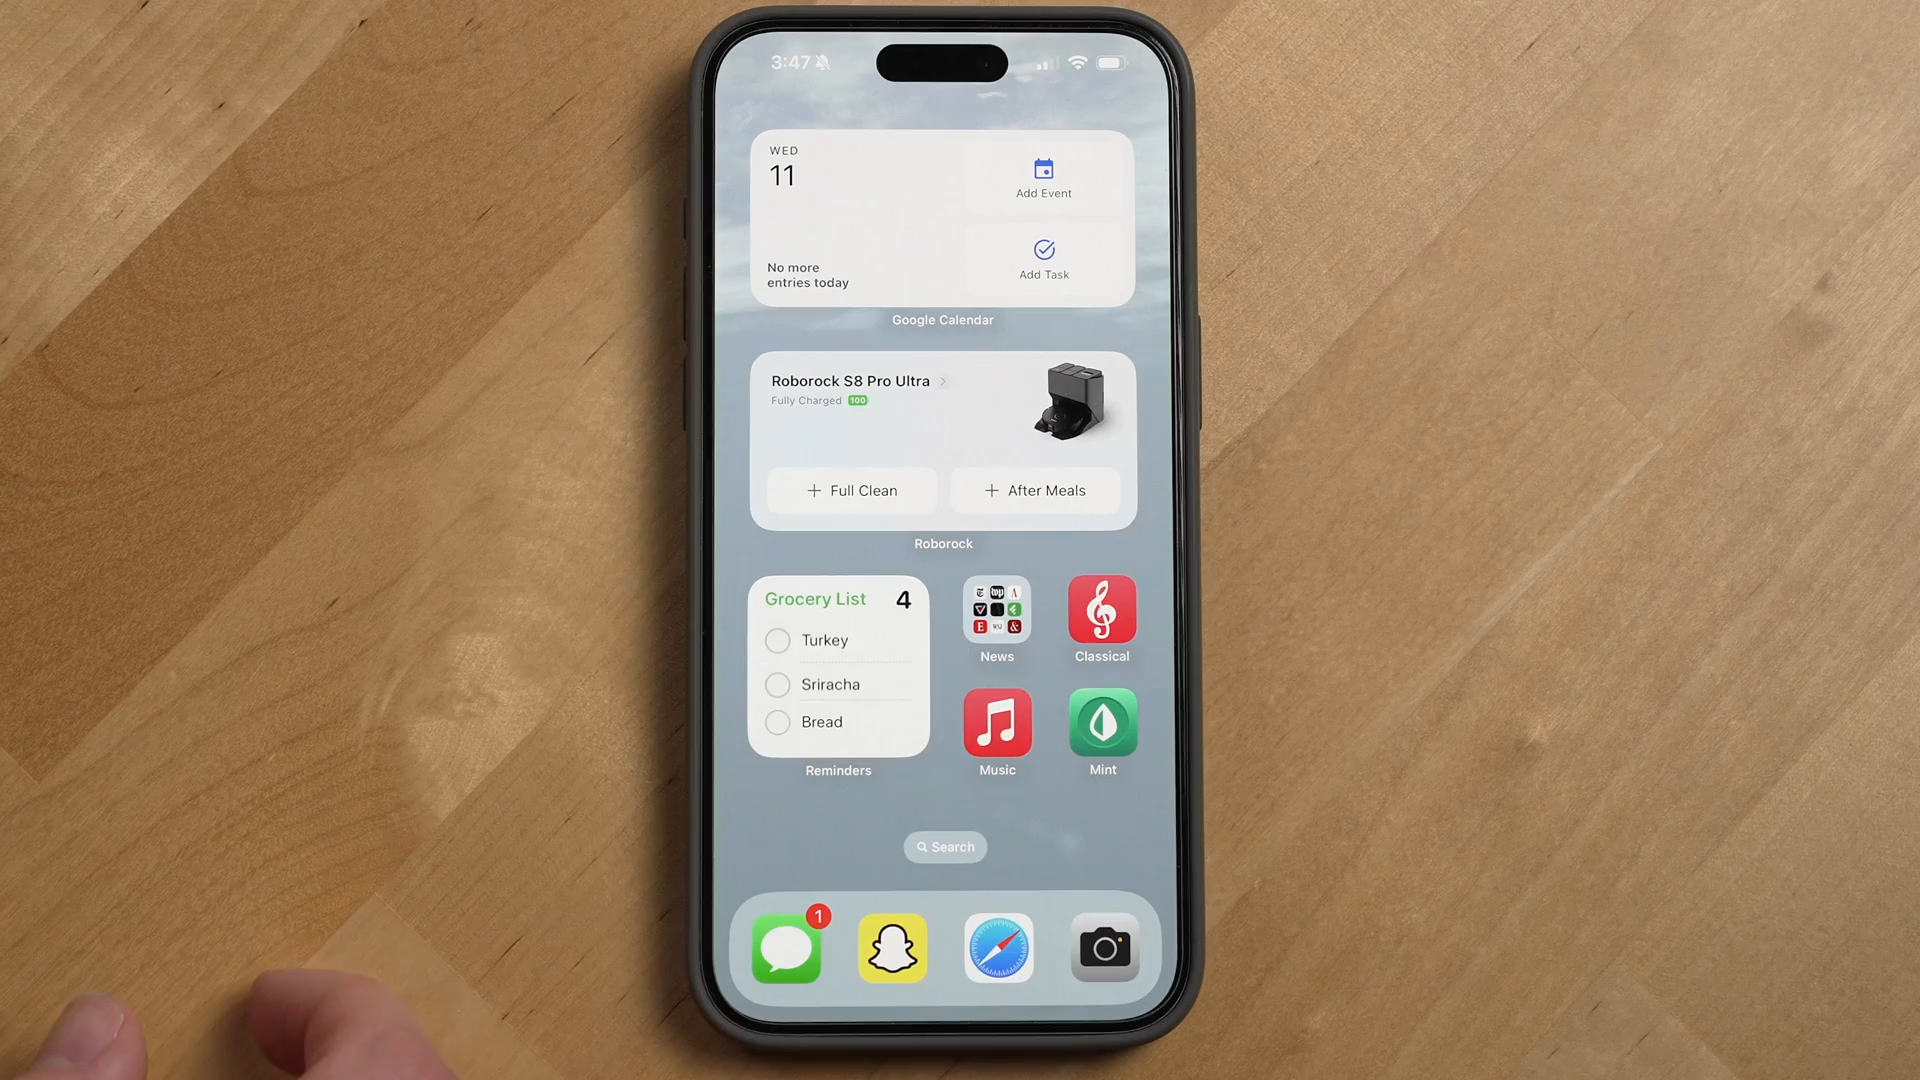 3:47
WED
11
Add Event
No more
entries today
Add Task
Google Calendar
Roborock S8 Pro Ultra
Fully Charged 100
+ Full Clean
+ After Meals
Roborock
Grocery List 4
Turkey
Sriracha
Bread
Reminders
News
Classical
Music
Mint
Search
1